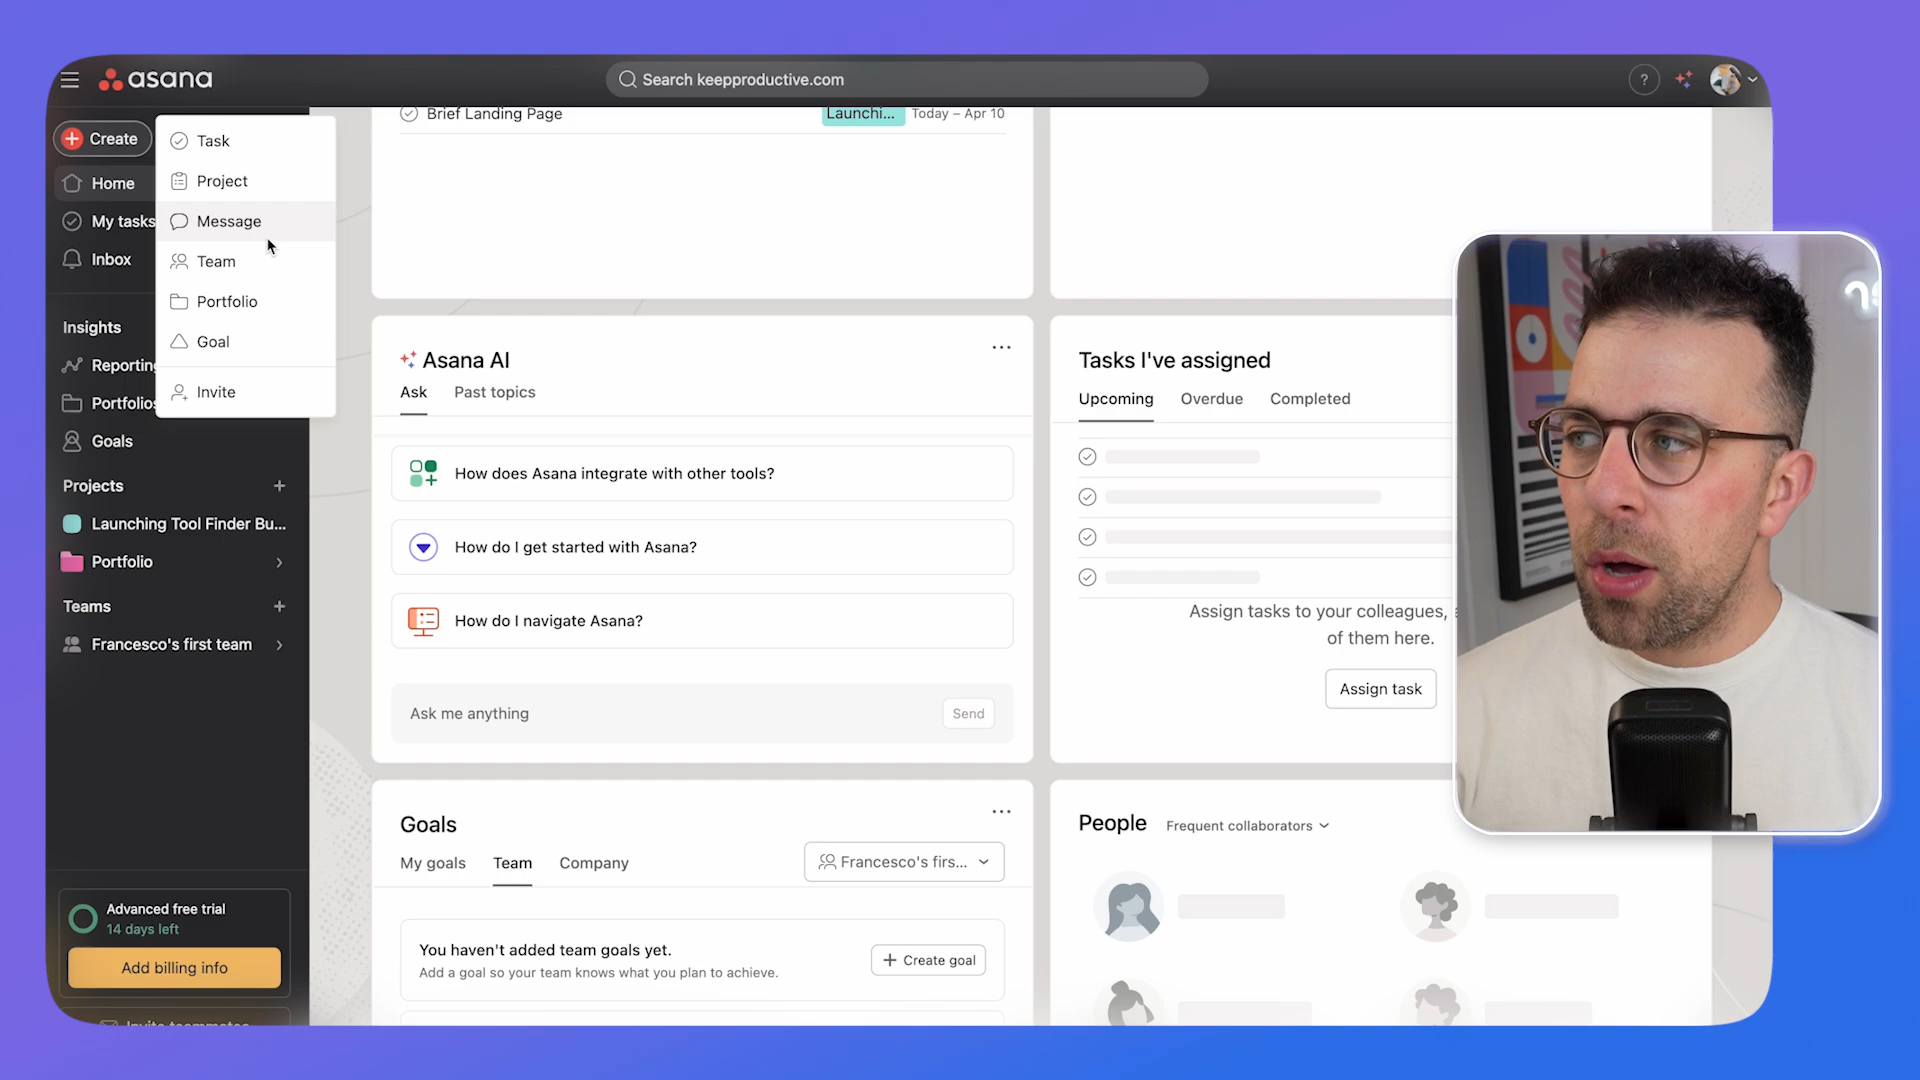 asana
Search keepproductive.com
?
Create
Home
My tasks
Inbox
Insights
Reporting
Portfolios
Goals
Projects
Launching Tool Finder Bu...
Portfolio
Teams
Francesco's first team
Advanced free trial
14 days left
Add billing info
Task
Project
Message
Team
Portfolio
Goal
Invite
Brief Landing Page
Launchi...
Today – Apr 10
Asana AI
Ask
Past topics
How does Asana integrate with other tools?
How do I get started with Asana?
How do I navigate Asana?
Ask me anything
Send
Tasks I've assigned
Upcoming
Overdue
Completed
Assign tasks to your colleagues,
of them here.
Assign task
Goals
My goals
Team
Company
Francesco's firs...
You haven't added team goals yet.
Add a goal so your team knows what you plan to achieve.
Create goal
People
Frequent collaborators